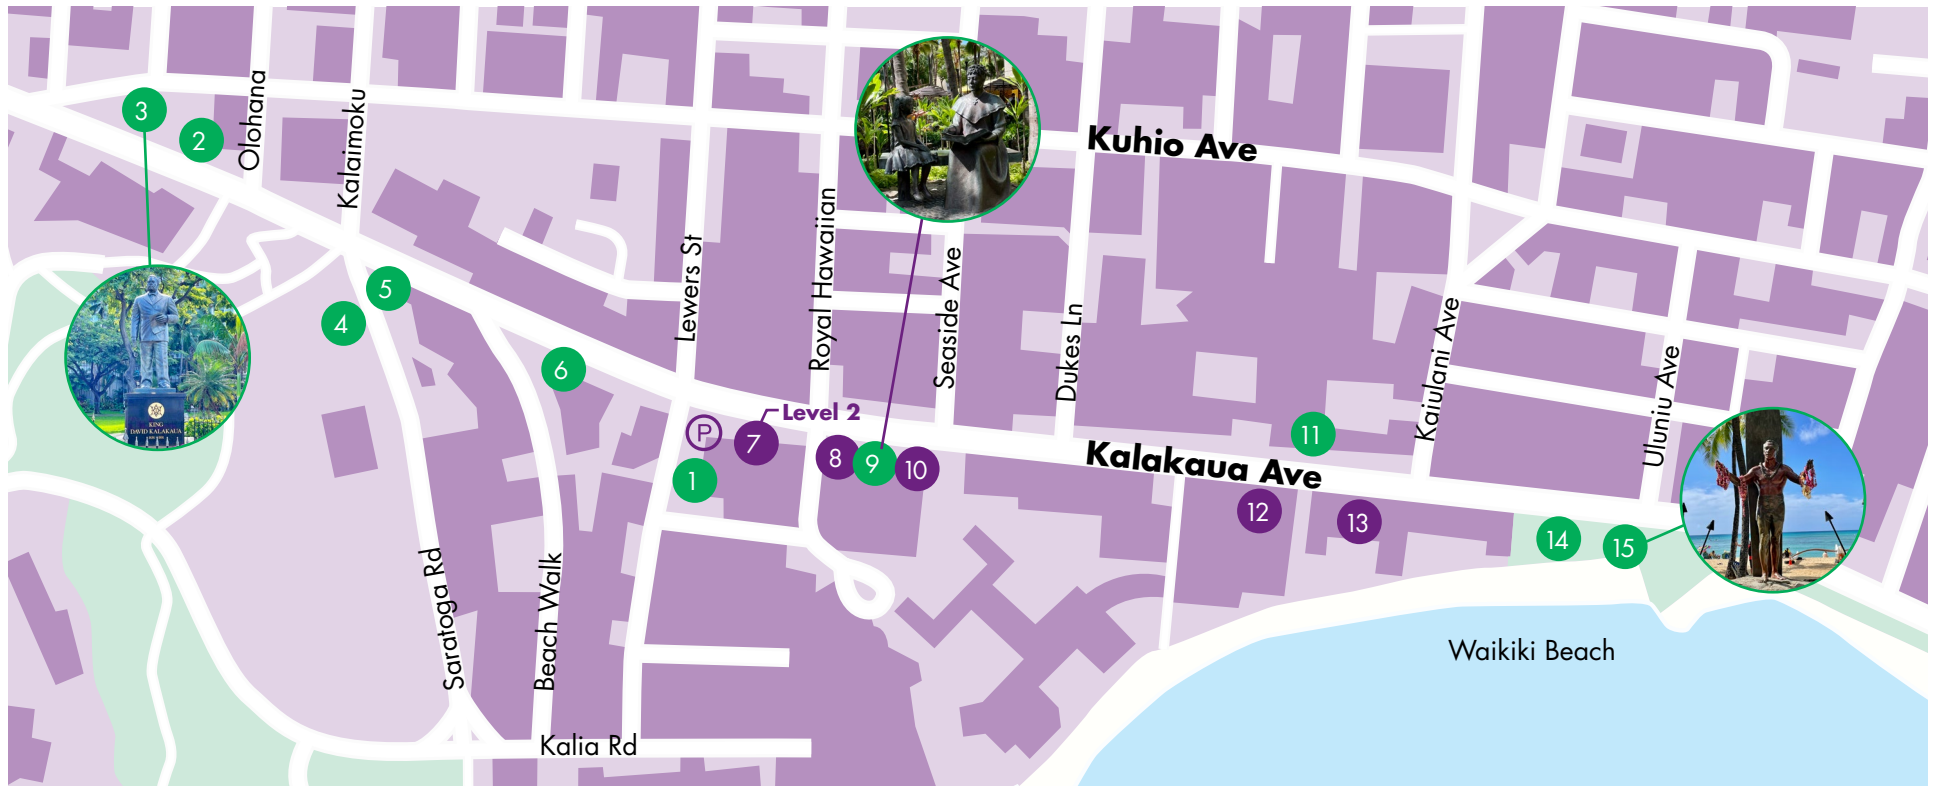 3
2
Olohana
Kalaimoku
Kuhio Ave
5
4
KING
DAVID KALAKAUA
6
Lewers St
Royal Hawaiian
Seaside Ave
Dukes Ln
Kaiulani Ave
Uluniu Ave
Level 2
P
7
8
9
10
11
1
Kalakaua Ave
12
13
14
15
Saratoga Rd
Beach Walk
Waikiki Beach
Kalia Rd